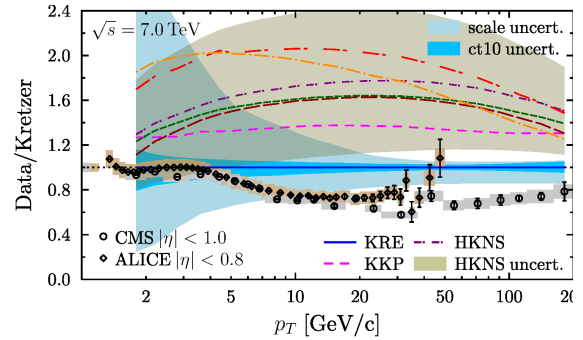 √s = 7.0 TeV
scale uncert.
ct10 uncert.
Data/Kretzer
2.4
2.0
1.6
1.2
0.8
0.4
0.0
CMS |η| < 1.0
ALICE |η| < 0.8
KRE
KKP
HKNS
HKNS uncert.
2 5 10 20 50 100 200
p_T [GeV/c]